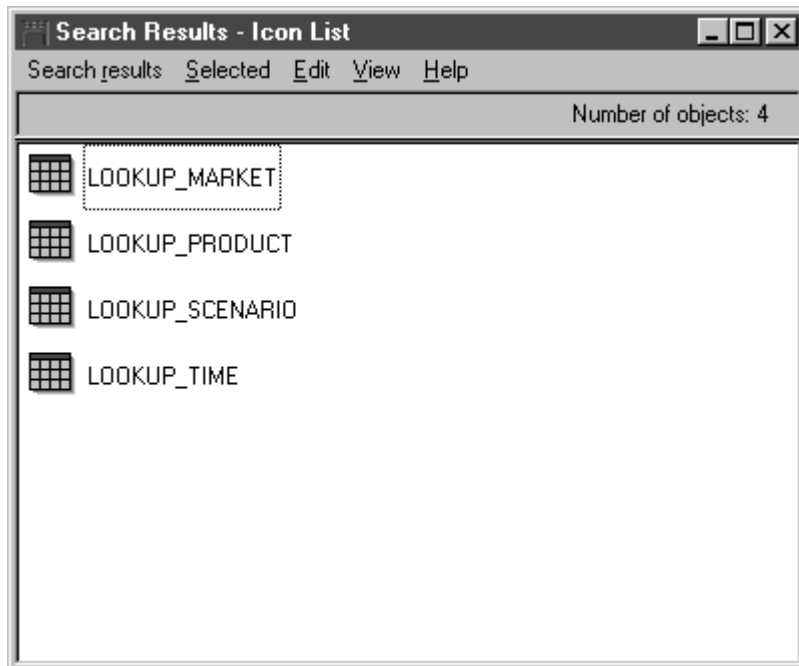 Search Results - Icon List
Search results Selected Edit View Help
Number of objects: 4
LOOKUP_MARKET
LOOKUP_PRODUCT
LOOKUP_SCENARIO
LOOKUP_TIME